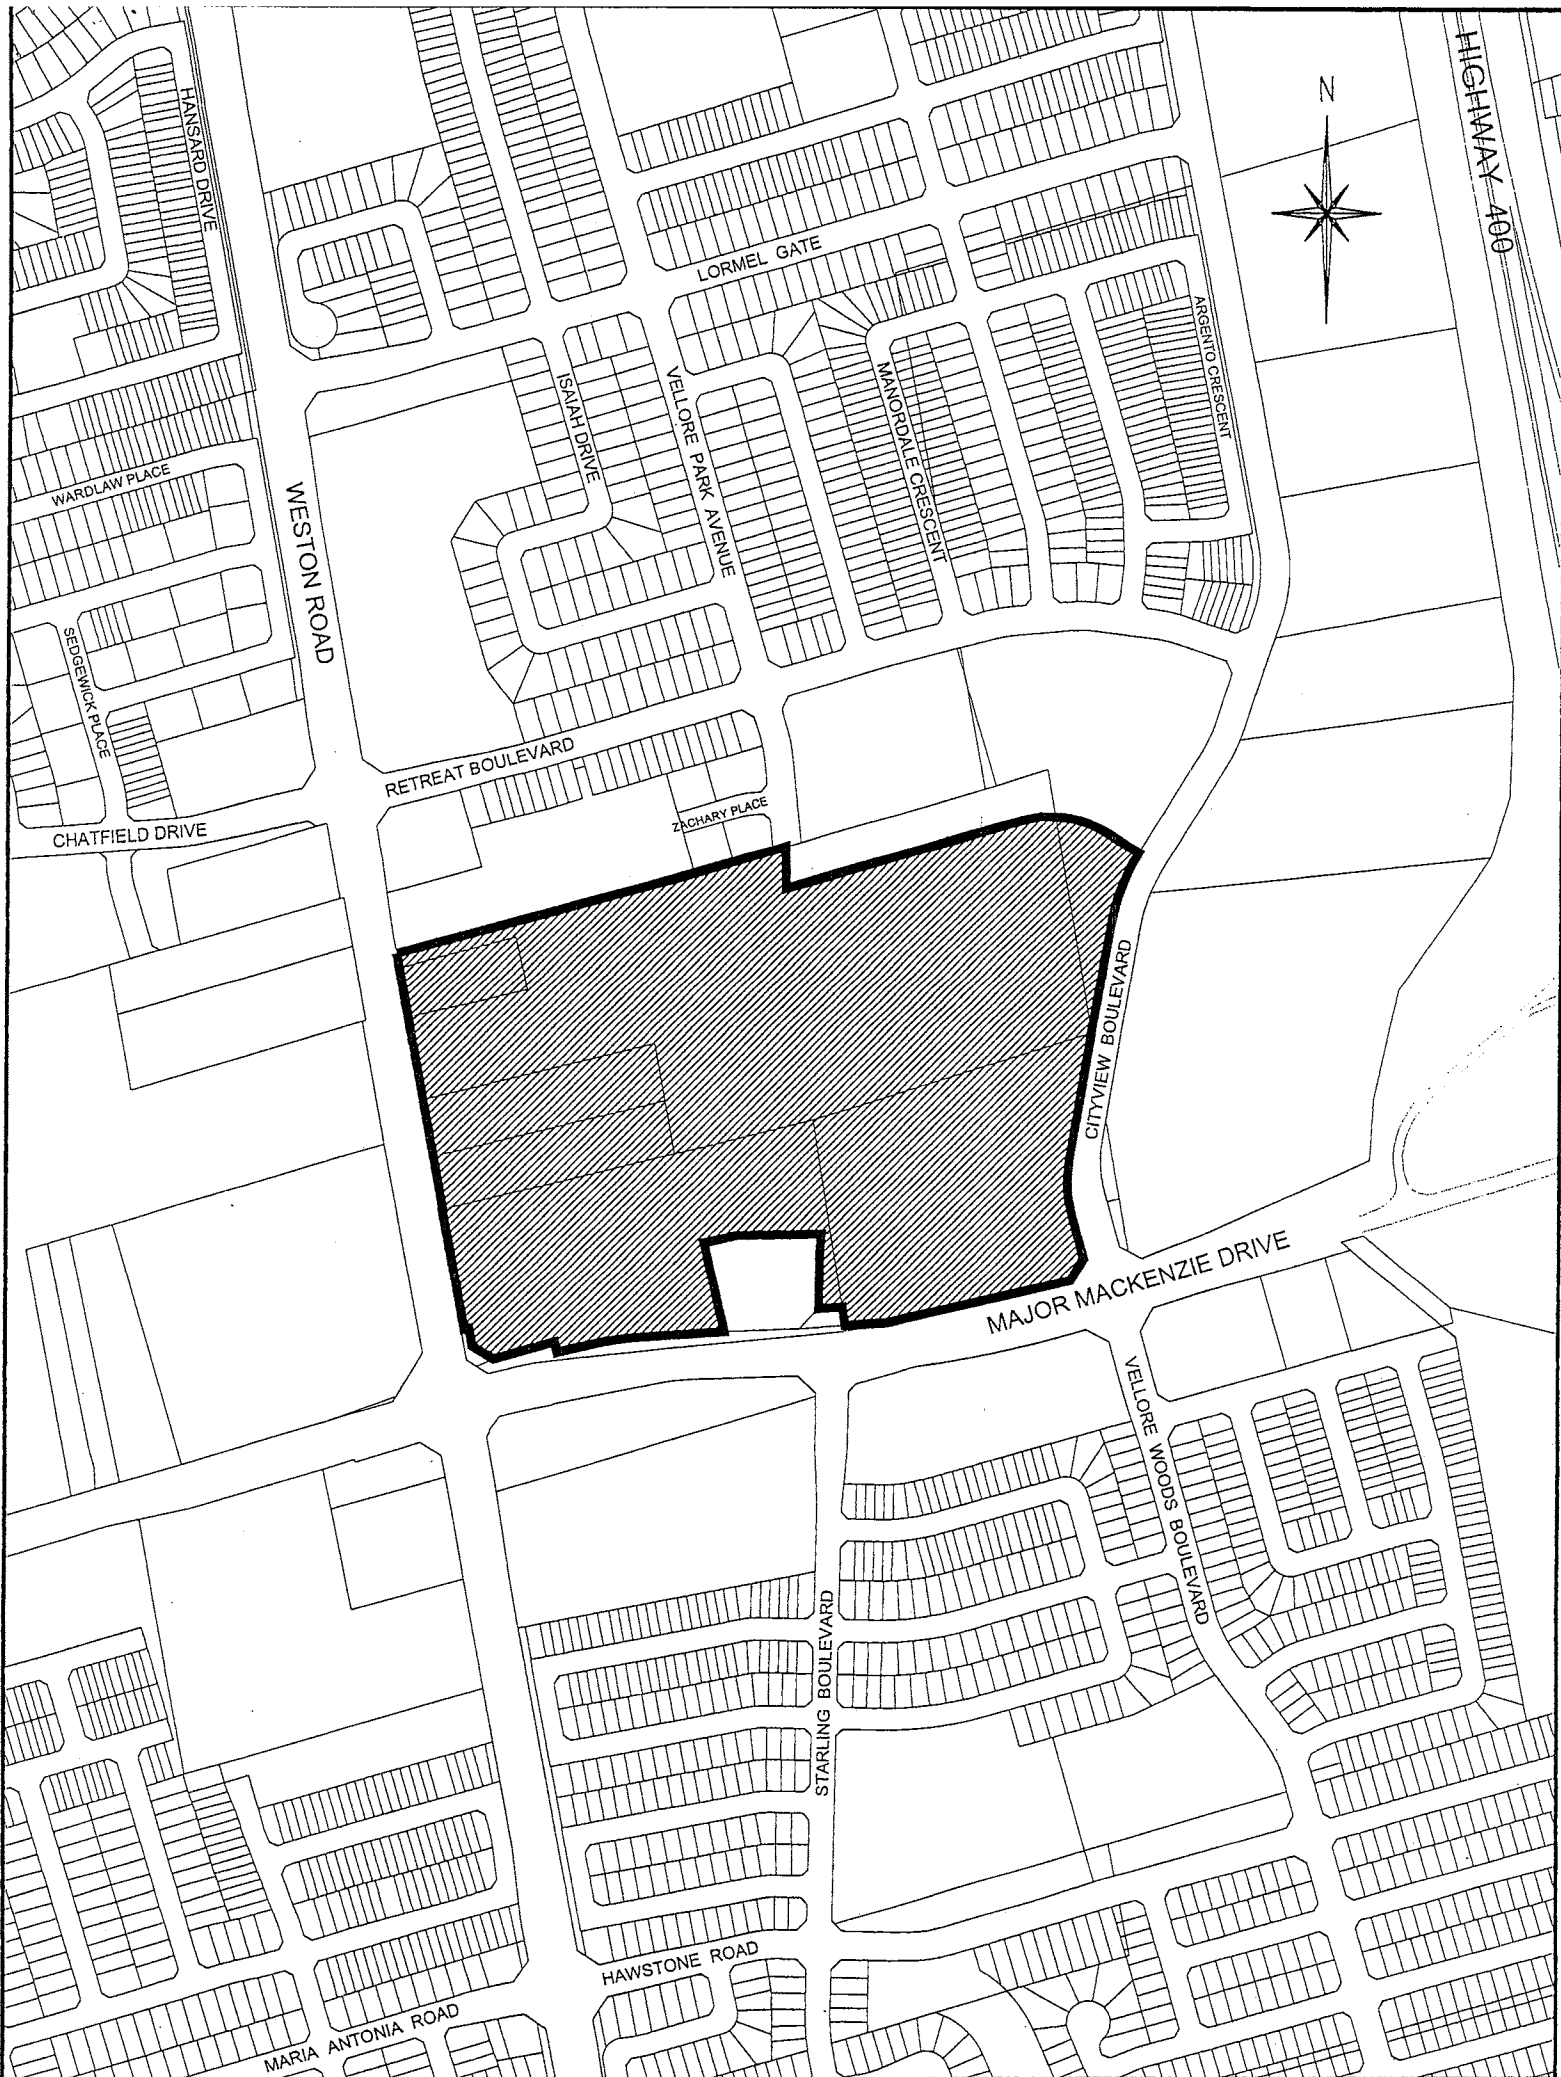 HIGHWAY 400
N
HANSARD DRIVE
LORMEL GATE
ARGENTO CRESCENT
ISAIAH DRIVE
VELLORE PARK AVENUE
MANORDALE CRESCENT
WARDLAW PLACE
WESTON ROAD
SEDGEWICK PLACE
RETREAT BOULEVARD
ZACHARY PLACE
CHATFIELD DRIVE
CITYVIEW BOULEVARD
MAJOR MACKENZIE DRIVE
VELLORE WOODS BOULEVARD
STARLING BOULEVARD
HAWSTONE ROAD
MARIA ANTONIA ROAD